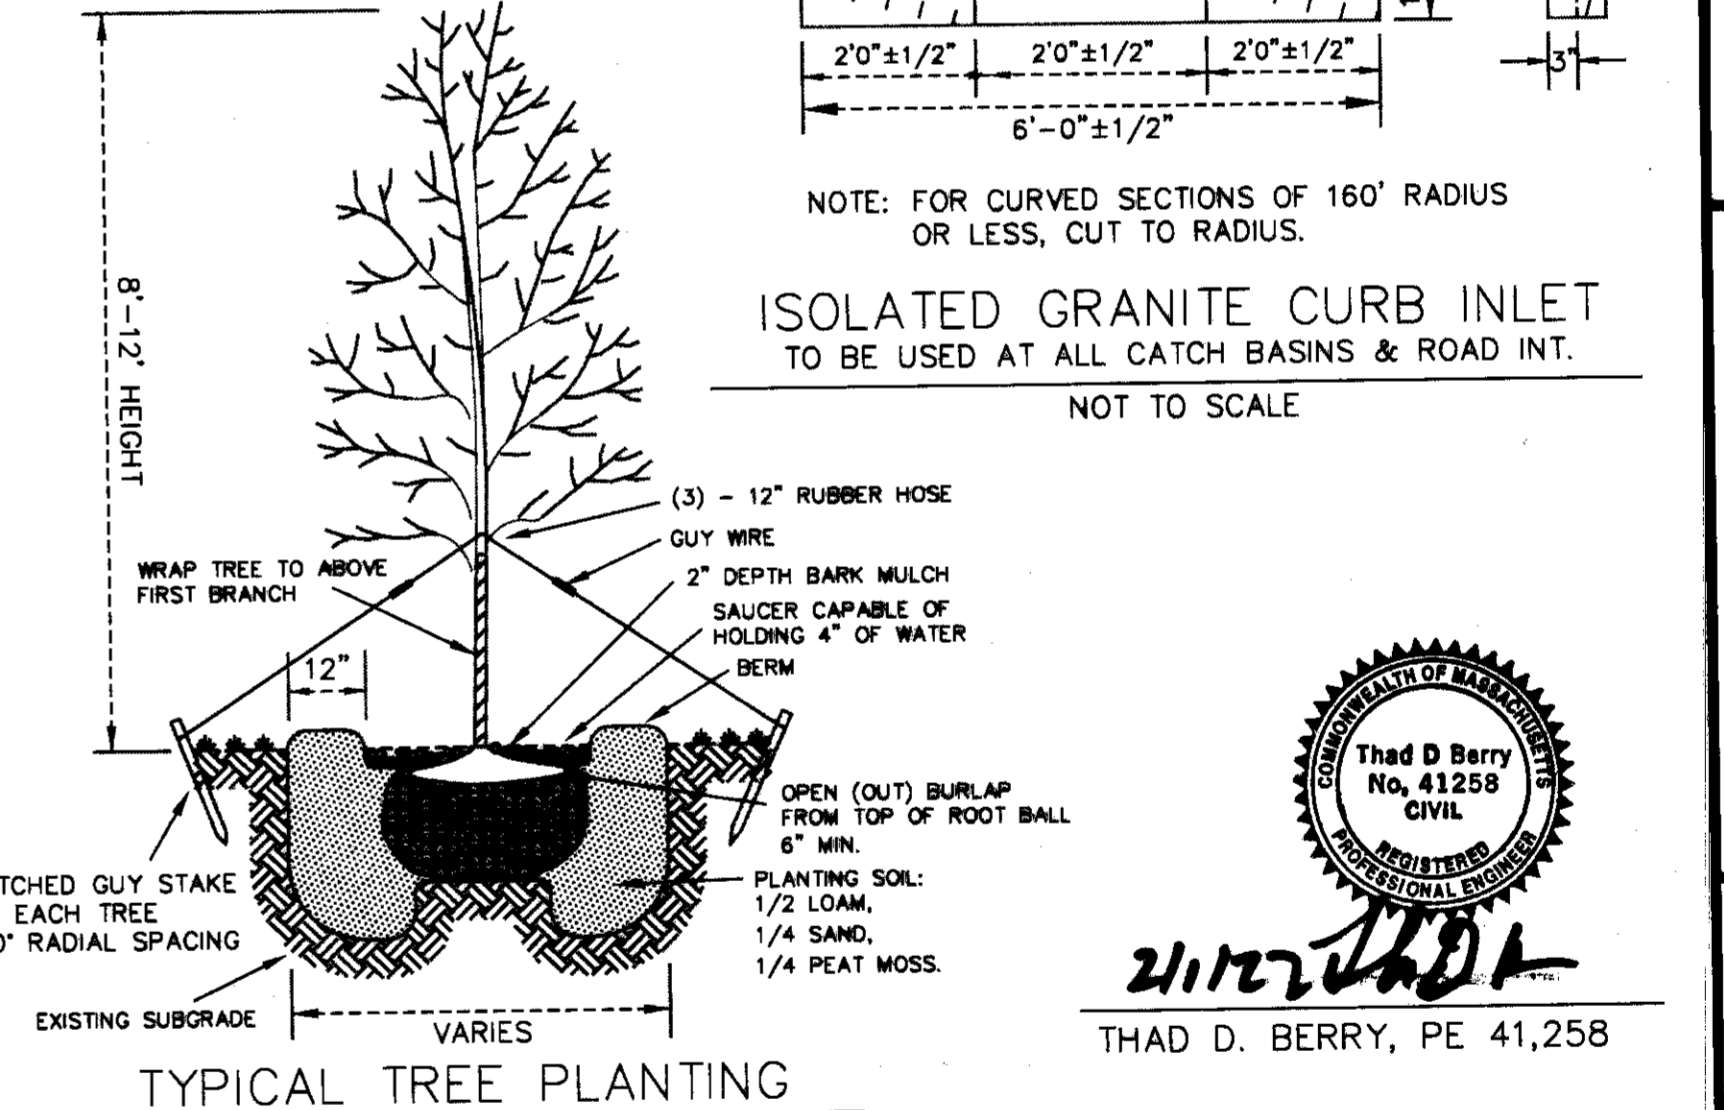 2'0"±1/2" 2'0"±1/2" 2'0"±1/2"
3"
6'-0"±1/2"
NOTE: FOR CURVED SECTIONS OF 160' RADIUS
OR LESS, CUT TO RADIUS.
ISOLATED GRANITE CURB INLET
TO BE USED AT ALL CATCH BASINS & ROAD INT.
NOT TO SCALE
8'-12' HEIGHT
(3) - 12" RUBBER HOSE
GUY WIRE
2" DEPTH BARK MULCH
SAUCER CAPABLE OF
HOLDING 4" OF WATER
BERM
WRAP TREE TO ABOVE
FIRST BRANCH
12"
OPEN (OUT) BURLAP
FROM TOP OF ROOT BALL
6" MIN.
PLANTING SOIL:
1/2 LOAM,
1/4 SAND,
1/4 PEAT MOSS.
TCHED GUY STAKE
EACH TREE
0° RADIAL SPACING
EXISTING SUBGRADE
VARIES
TYPICAL TREE PLANTING
COMMONWEALTH OF MASSACHUSETTS
Thad D Berry
No. 41258
CIVIL
REGISTERED
PROFESSIONAL ENGINEER
THAD D. BERRY, PE 41,258